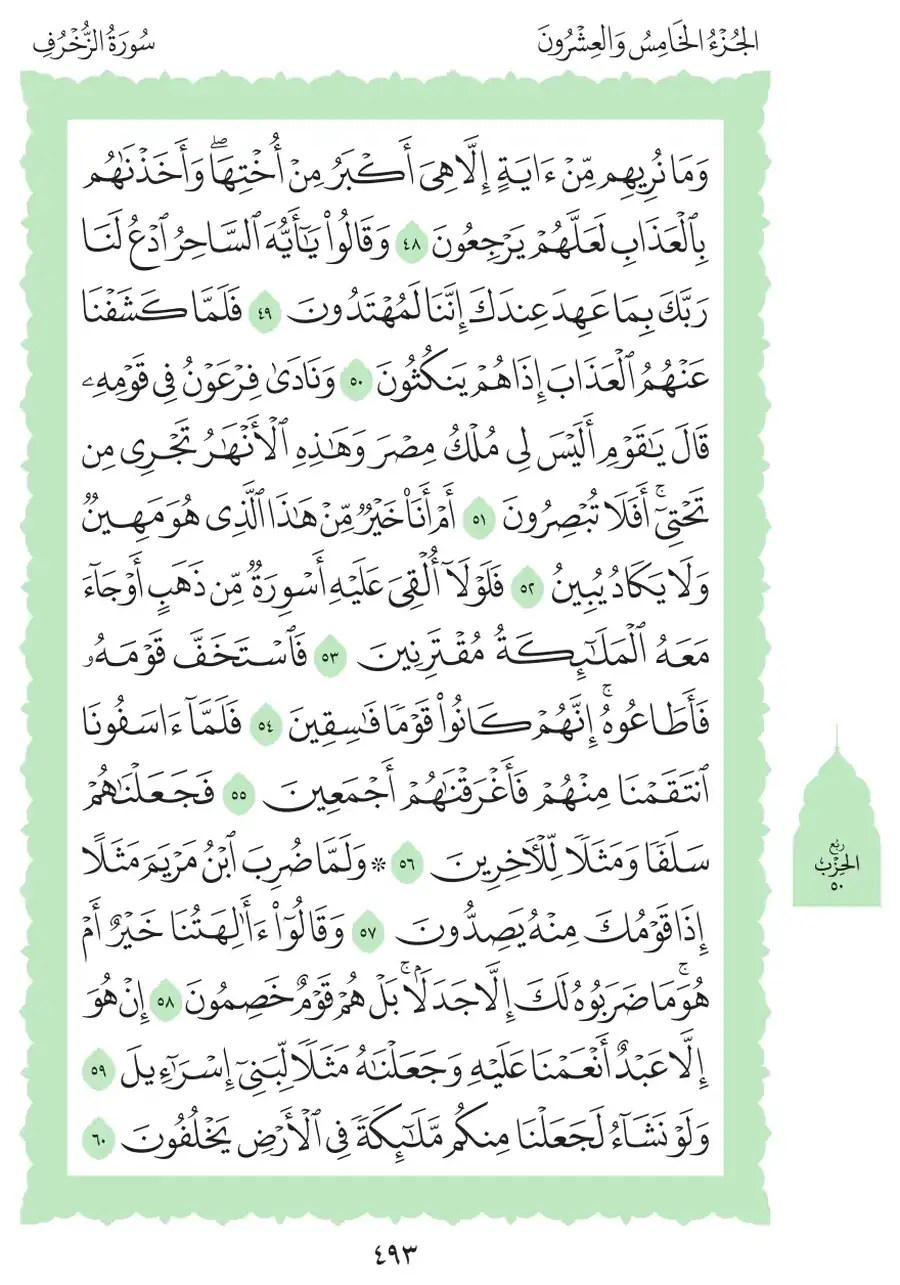 الجُزْءُ الخَامِسُ وَالعِشْرُونَ
سُورَةُ الزُّخْرُفِ
وَمَا نُرِيهِم مِّنْ ءَايَةٍ إِلَّا هِىَ أَكْبَرُ مِنْ أُخْتِهَاۖ وَأَخَذْنَٰهُم
بِٱلْعَذَابِ لَعَلَّهُمْ يَرْجِعُونَ ٤٨ وَقَالُوا۟ يَٰٓأَيُّهَ ٱلسَّاحِرُ ٱدْعُ لَنَا
رَبَّكَ بِمَا عَهِدَ عِندَكَ إِنَّنَا لَمُهْتَدُونَ ٤٩ فَلَمَّا كَشَفْنَا
عَنْهُمُ ٱلْعَذَابَ إِذَا هُمْ يَنكُثُونَ ٥٠ وَنَادَىٰ فِرْعَوْنُ فِى قَوْمِهِۦ
قَالَ يَٰقَوْمِ أَلَيْسَ لِى مُلْكُ مِصْرَ وَهَٰذِهِ ٱلْأَنْهَٰرُ تَجْرِى مِن
تَحْتِىٓۚ أَفَلَا تُبْصِرُونَ ٥١ أَمْ أَنَا۠ خَيْرٌ مِّنْ هَٰذَا ٱلَّذِى هُوَ مَهِينٌ
وَلَا يَكَادُ يُبِينُ ٥٢ فَلَوْلَآ أُلْقِىَ عَلَيْهِ أَسْوِرَةٌ مِّن ذَهَبٍ أَوْ جَآءَ
مَعَهُ ٱلْمَلَٰٓئِكَةُ مُقْتَرِنِينَ ٥٣ فَٱسْتَخَفَّ قَوْمَهُۥ
فَأَطَاعُوهُۚ إِنَّهُمْ كَانُوا۟ قَوْمًا فَٰسِقِينَ ٥٤ فَلَمَّآ ءَاسَفُونَا
ٱنتَقَمْنَا مِنْهُمْ فَأَغْرَقْنَٰهُمْ أَجْمَعِينَ ٥٥ فَجَعَلْنَٰهُمْ
سَلَفًا وَمَثَلًا لِّلْءَاخِرِينَ ٥٦ ۞ وَلَمَّا ضُرِبَ ٱبْنُ مَرْيَمَ مَثَلًا
إِذَا قَوْمُكَ مِنْهُ يَصِدُّونَ ٥٧ وَقَالُوٓا۟ ءَأَٰلِهَتُنَا خَيْرٌ أَمْ
هُوَۚ مَا ضَرَبُوهُ لَكَ إِلَّا جَدَلًۢاۚ بَلْ هُمْ قَوْمٌ خَصِمُونَ ٥٨ إِنْ هُوَ
إِلَّا عَبْدٌ أَنْعَمْنَا عَلَيْهِ وَجَعَلْنَٰهُ مَثَلًا لِّبَنِىٓ إِسْرَٰٓءِيلَ ٥٩
وَلَوْ نَشَآءُ لَجَعَلْنَا مِنكُم مَّلَٰٓئِكَةً فِى ٱلْأَرْضِ يَخْلُفُونَ ٦٠
رُبْع
الحِزْب
٥٠
٤٩٣